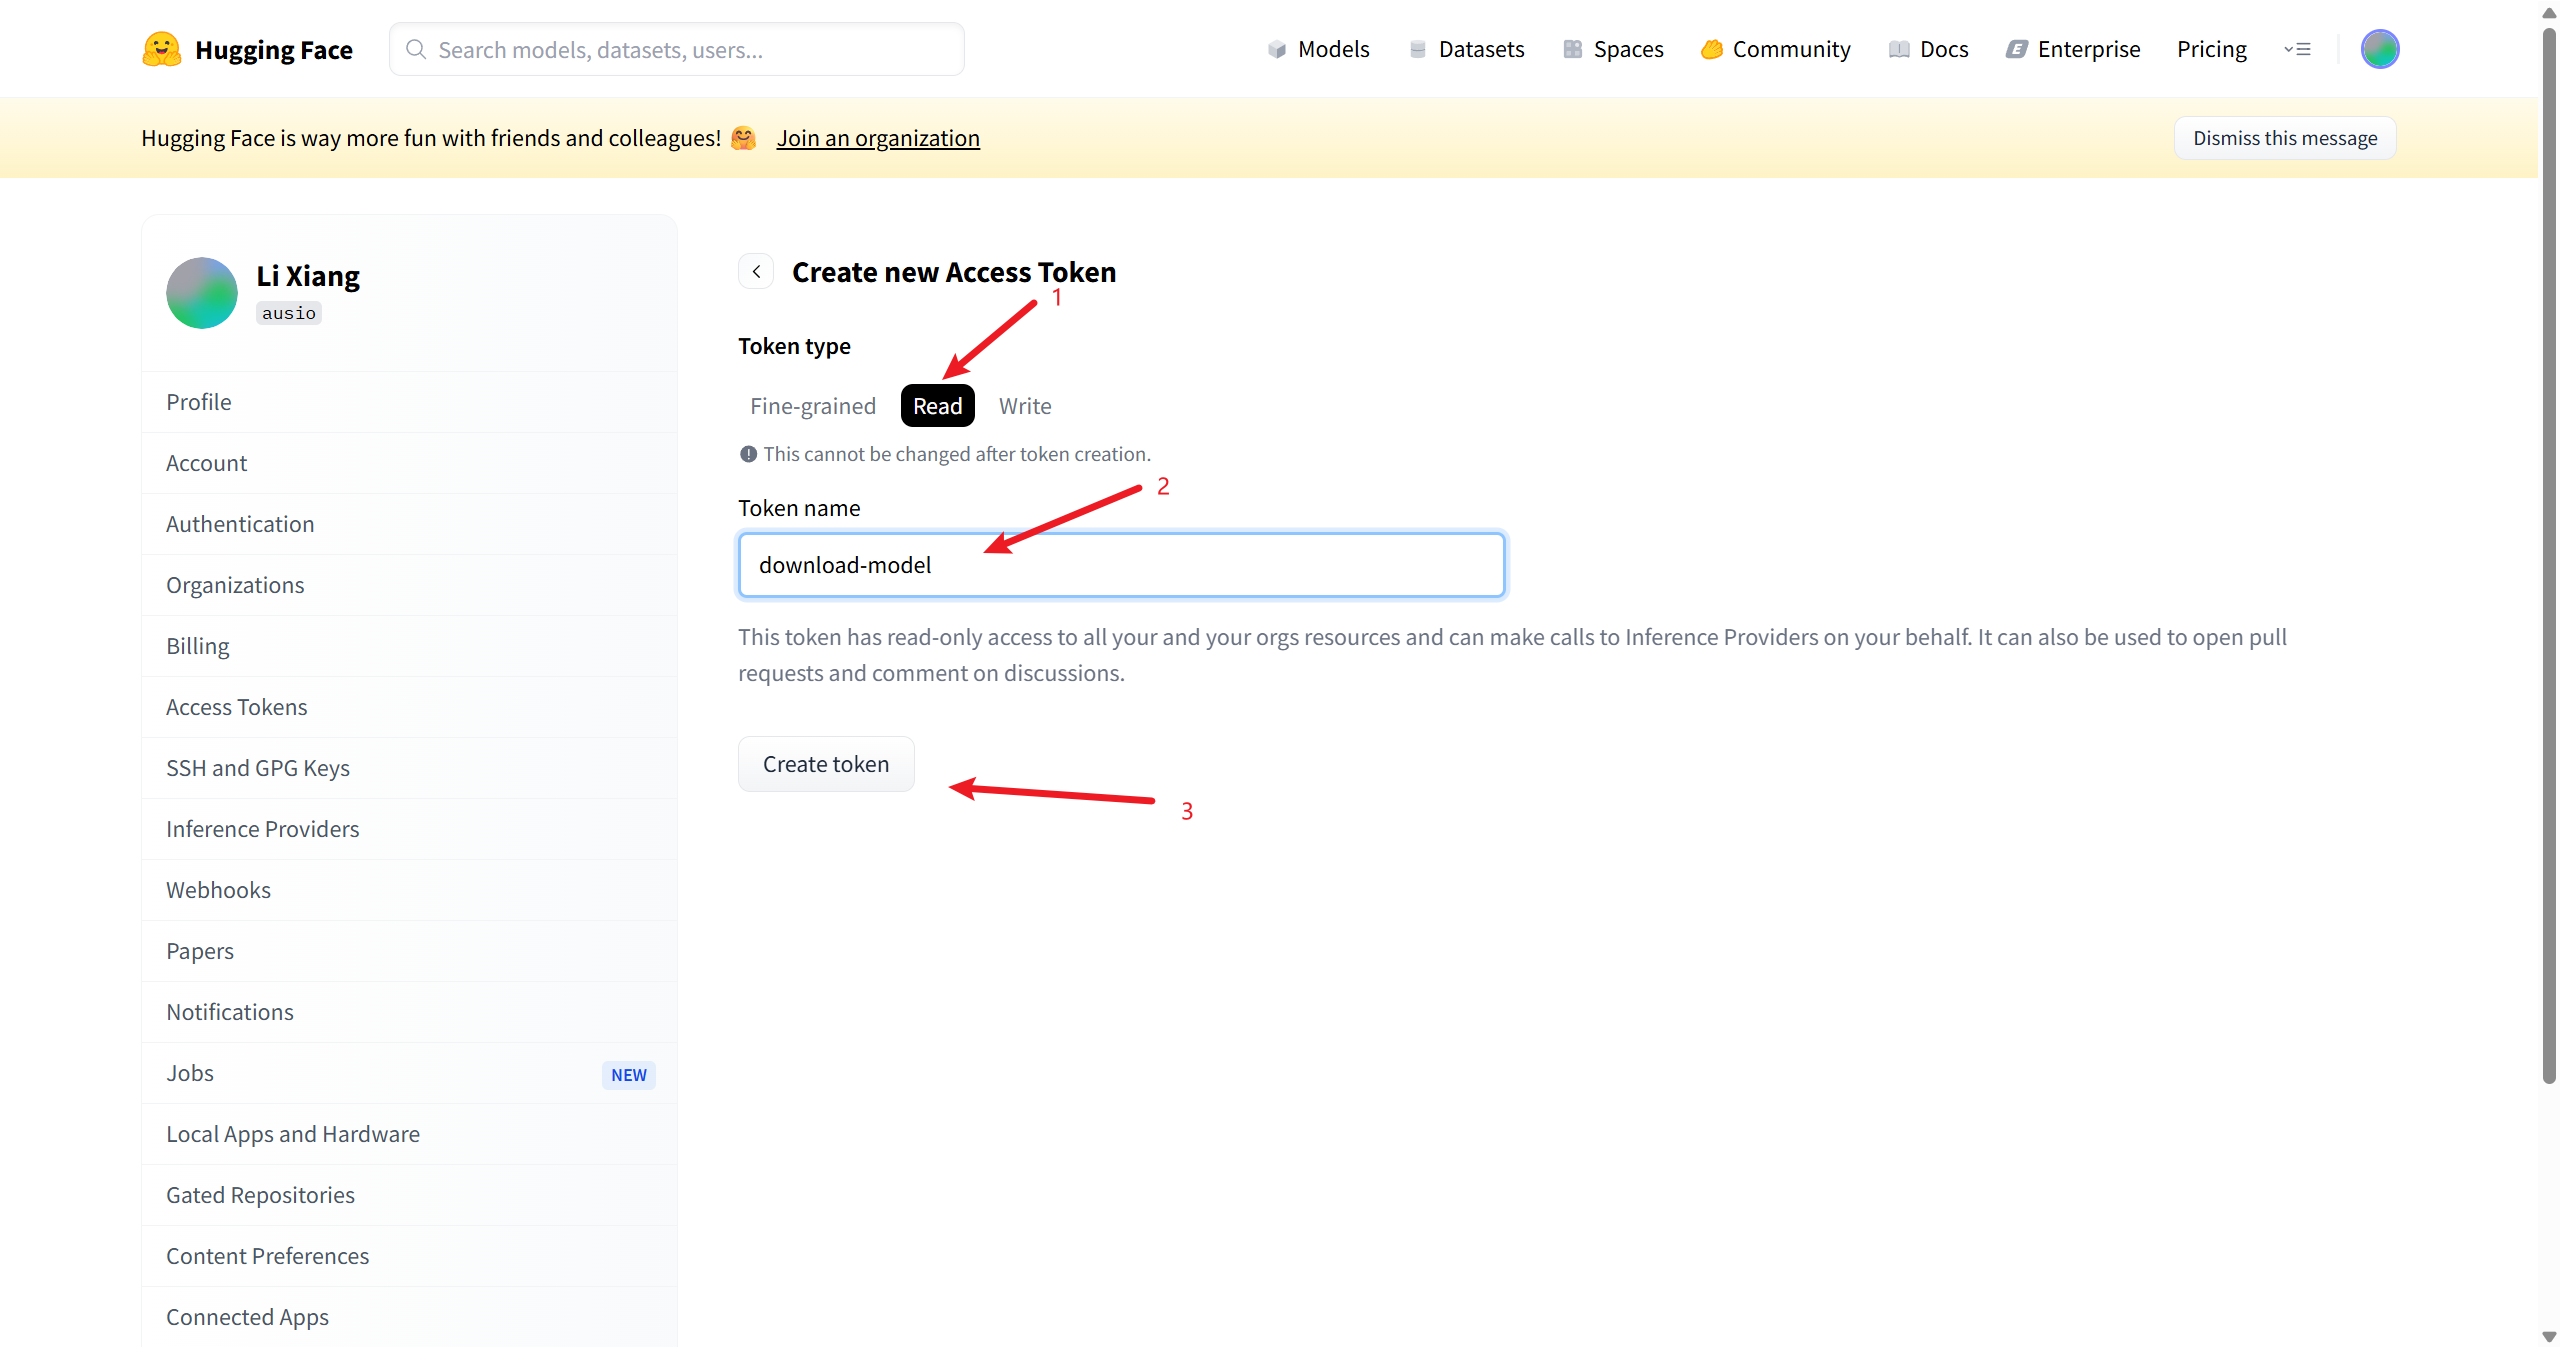 Hugging Face
Search models, datasets, users...
Models
Datasets
Spaces
Community
Docs
Enterprise
Pricing
Hugging Face is way more fun with friends and colleagues! 🤗 Join an organization
Dismiss this message
Li Xiang
ausio
Profile
Account
Authentication
Organizations
Billing
Access Tokens
SSH and GPG Keys
Inference Providers
Webhooks
Papers
Notifications
Jobs NEW
Local Apps and Hardware
Gated Repositories
Content Preferences
Connected Apps
Create new Access Token
1
Token type
Fine-grained Read Write
This cannot be changed after token creation.
2
Token name
download-model
This token has read-only access to all your and your orgs resources and can make calls to Inference Providers on your behalf. It can also be used to open pull
requests and comment on discussions.
Create token
3